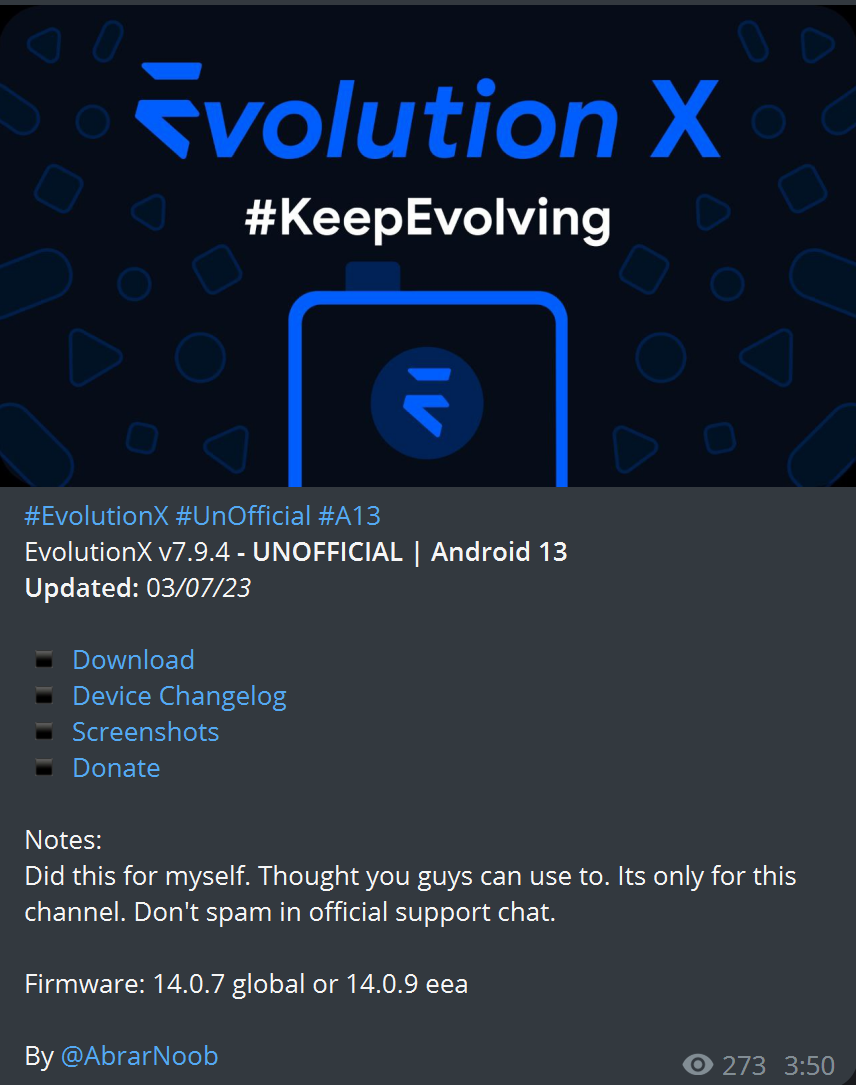 Evolution X
#KeepEvolving
#EvolutionX #UnOfficial #A13
EvolutionX v7.9.4 - UNOFFICIAL | Android 13
Updated: 03/07/23
▪ Download
▪ Device Changelog
▪ Screenshots
▪ Donate
Notes:
Did this for myself. Thought you guys can use to. Its only for this
channel. Don't spam in official support chat.
Firmware: 14.0.7 global or 14.0.9 eea
By @AbrarNoob
273 3:50